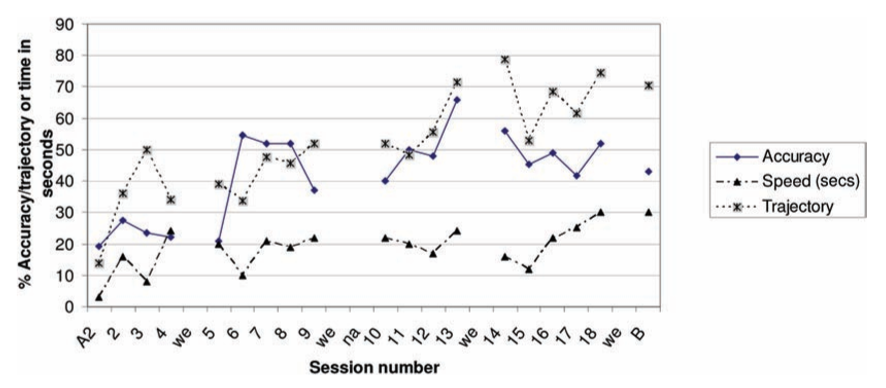 90
80
70
60
50
40
30
20
10
0
% Accuracy/trajectory or time in
seconds
A2 2 3 4 we 5 6 7 8 9 we na 10 11 12 13 we 14 15 16 17 18 we B
Session number
Accuracy
Speed (secs)
Trajectory